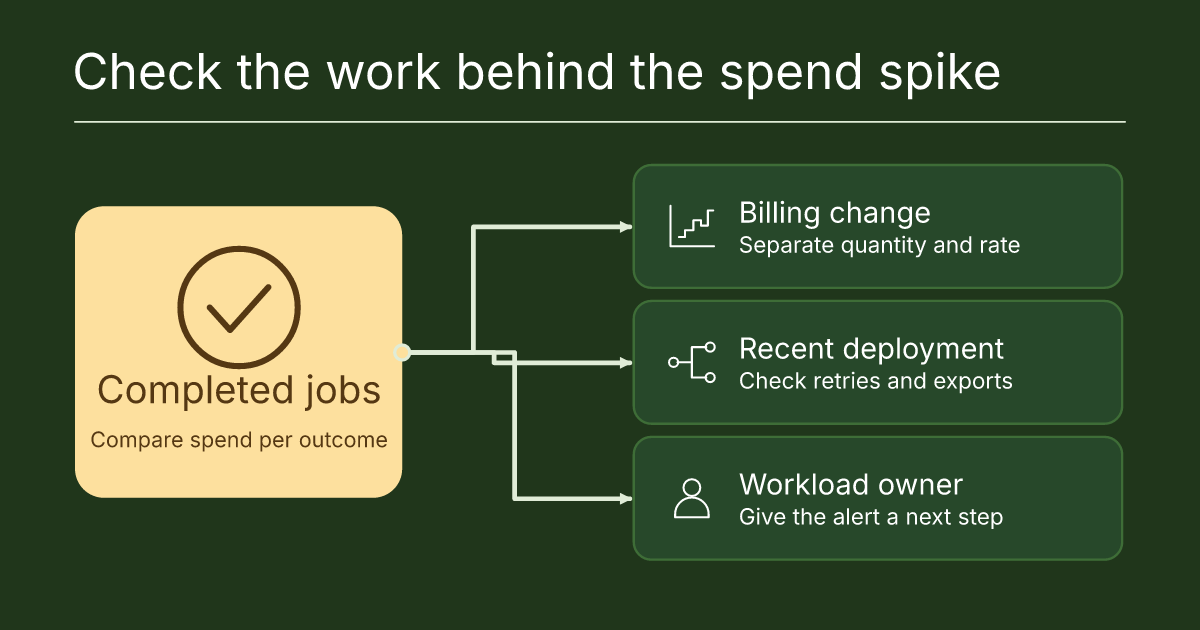 Check the work behind the spend spike
Completed jobs
Compare spend per outcome
Billing change
Separate quantity and rate
Recent deployment
Check retries and exports
Workload owner
Give the alert a next step